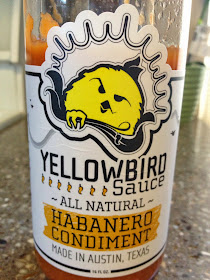 YELLOWBIRD
Sauce
~ ALL NATURAL ~
HABANERO
CONDIMENT
MADE IN AUSTIN, TEXAS